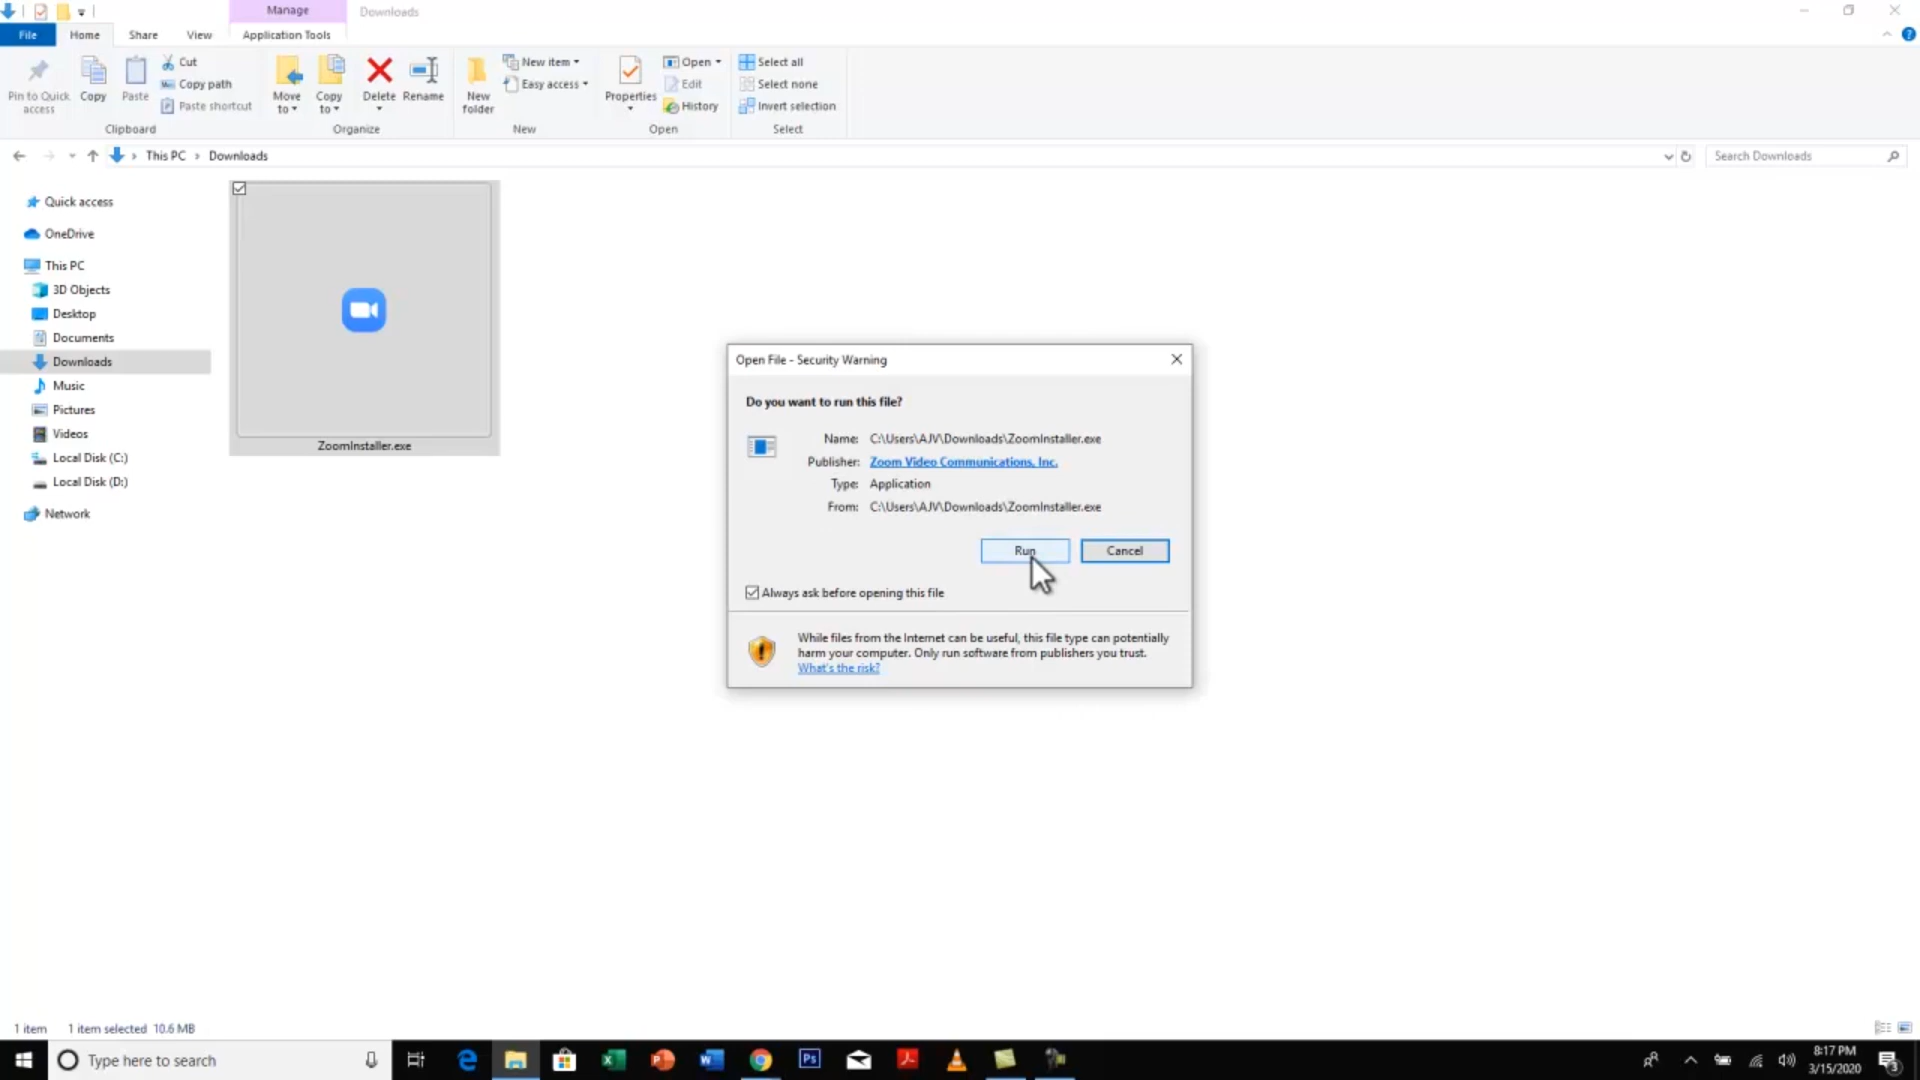 Manage
Downloads
File
Home
Share
View
Application Tools
Pin to Quick access
Copy
Paste
Cut
Copy path
Paste shortcut
Clipboard
Move to
Copy to
Delete
Rename
Organize
New folder
New item
Easy access
New
Properties
Open
Edit
History
Open
Select all
Select none
Invert selection
Select
This PC
Downloads
Search Downloads
Quick access
OneDrive
This PC
3D Objects
Desktop
Documents
Downloads
Music
Pictures
Videos
Local Disk (C:)
Local Disk (D:)
Network
ZoomInstaller.exe
Open File - Security Warning
Do you want to run this file?
Name: C:\Users\AJV\Downloads\ZoomInstaller.exe
Publisher: Zoom Video Communications, Inc.
Type: Application
From: C:\Users\AJV\Downloads\ZoomInstaller.exe
Run
Cancel
Always ask before opening this file
While files from the Internet can be useful, this file type can potentially
harm your computer. Only run software from publishers you trust.
What's the risk?
1 item
1 item selected 10.6 MB
Type here to search
Ps
8:17 PM
3/15/2020
3